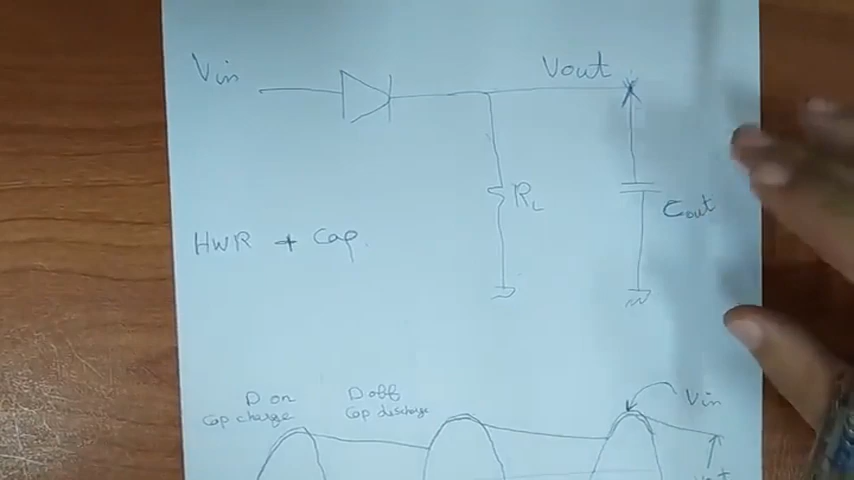 Vin
Vout
RL
Cout
HWR + Cap
D on
Cap charge
D off
Cap discharge
Vin